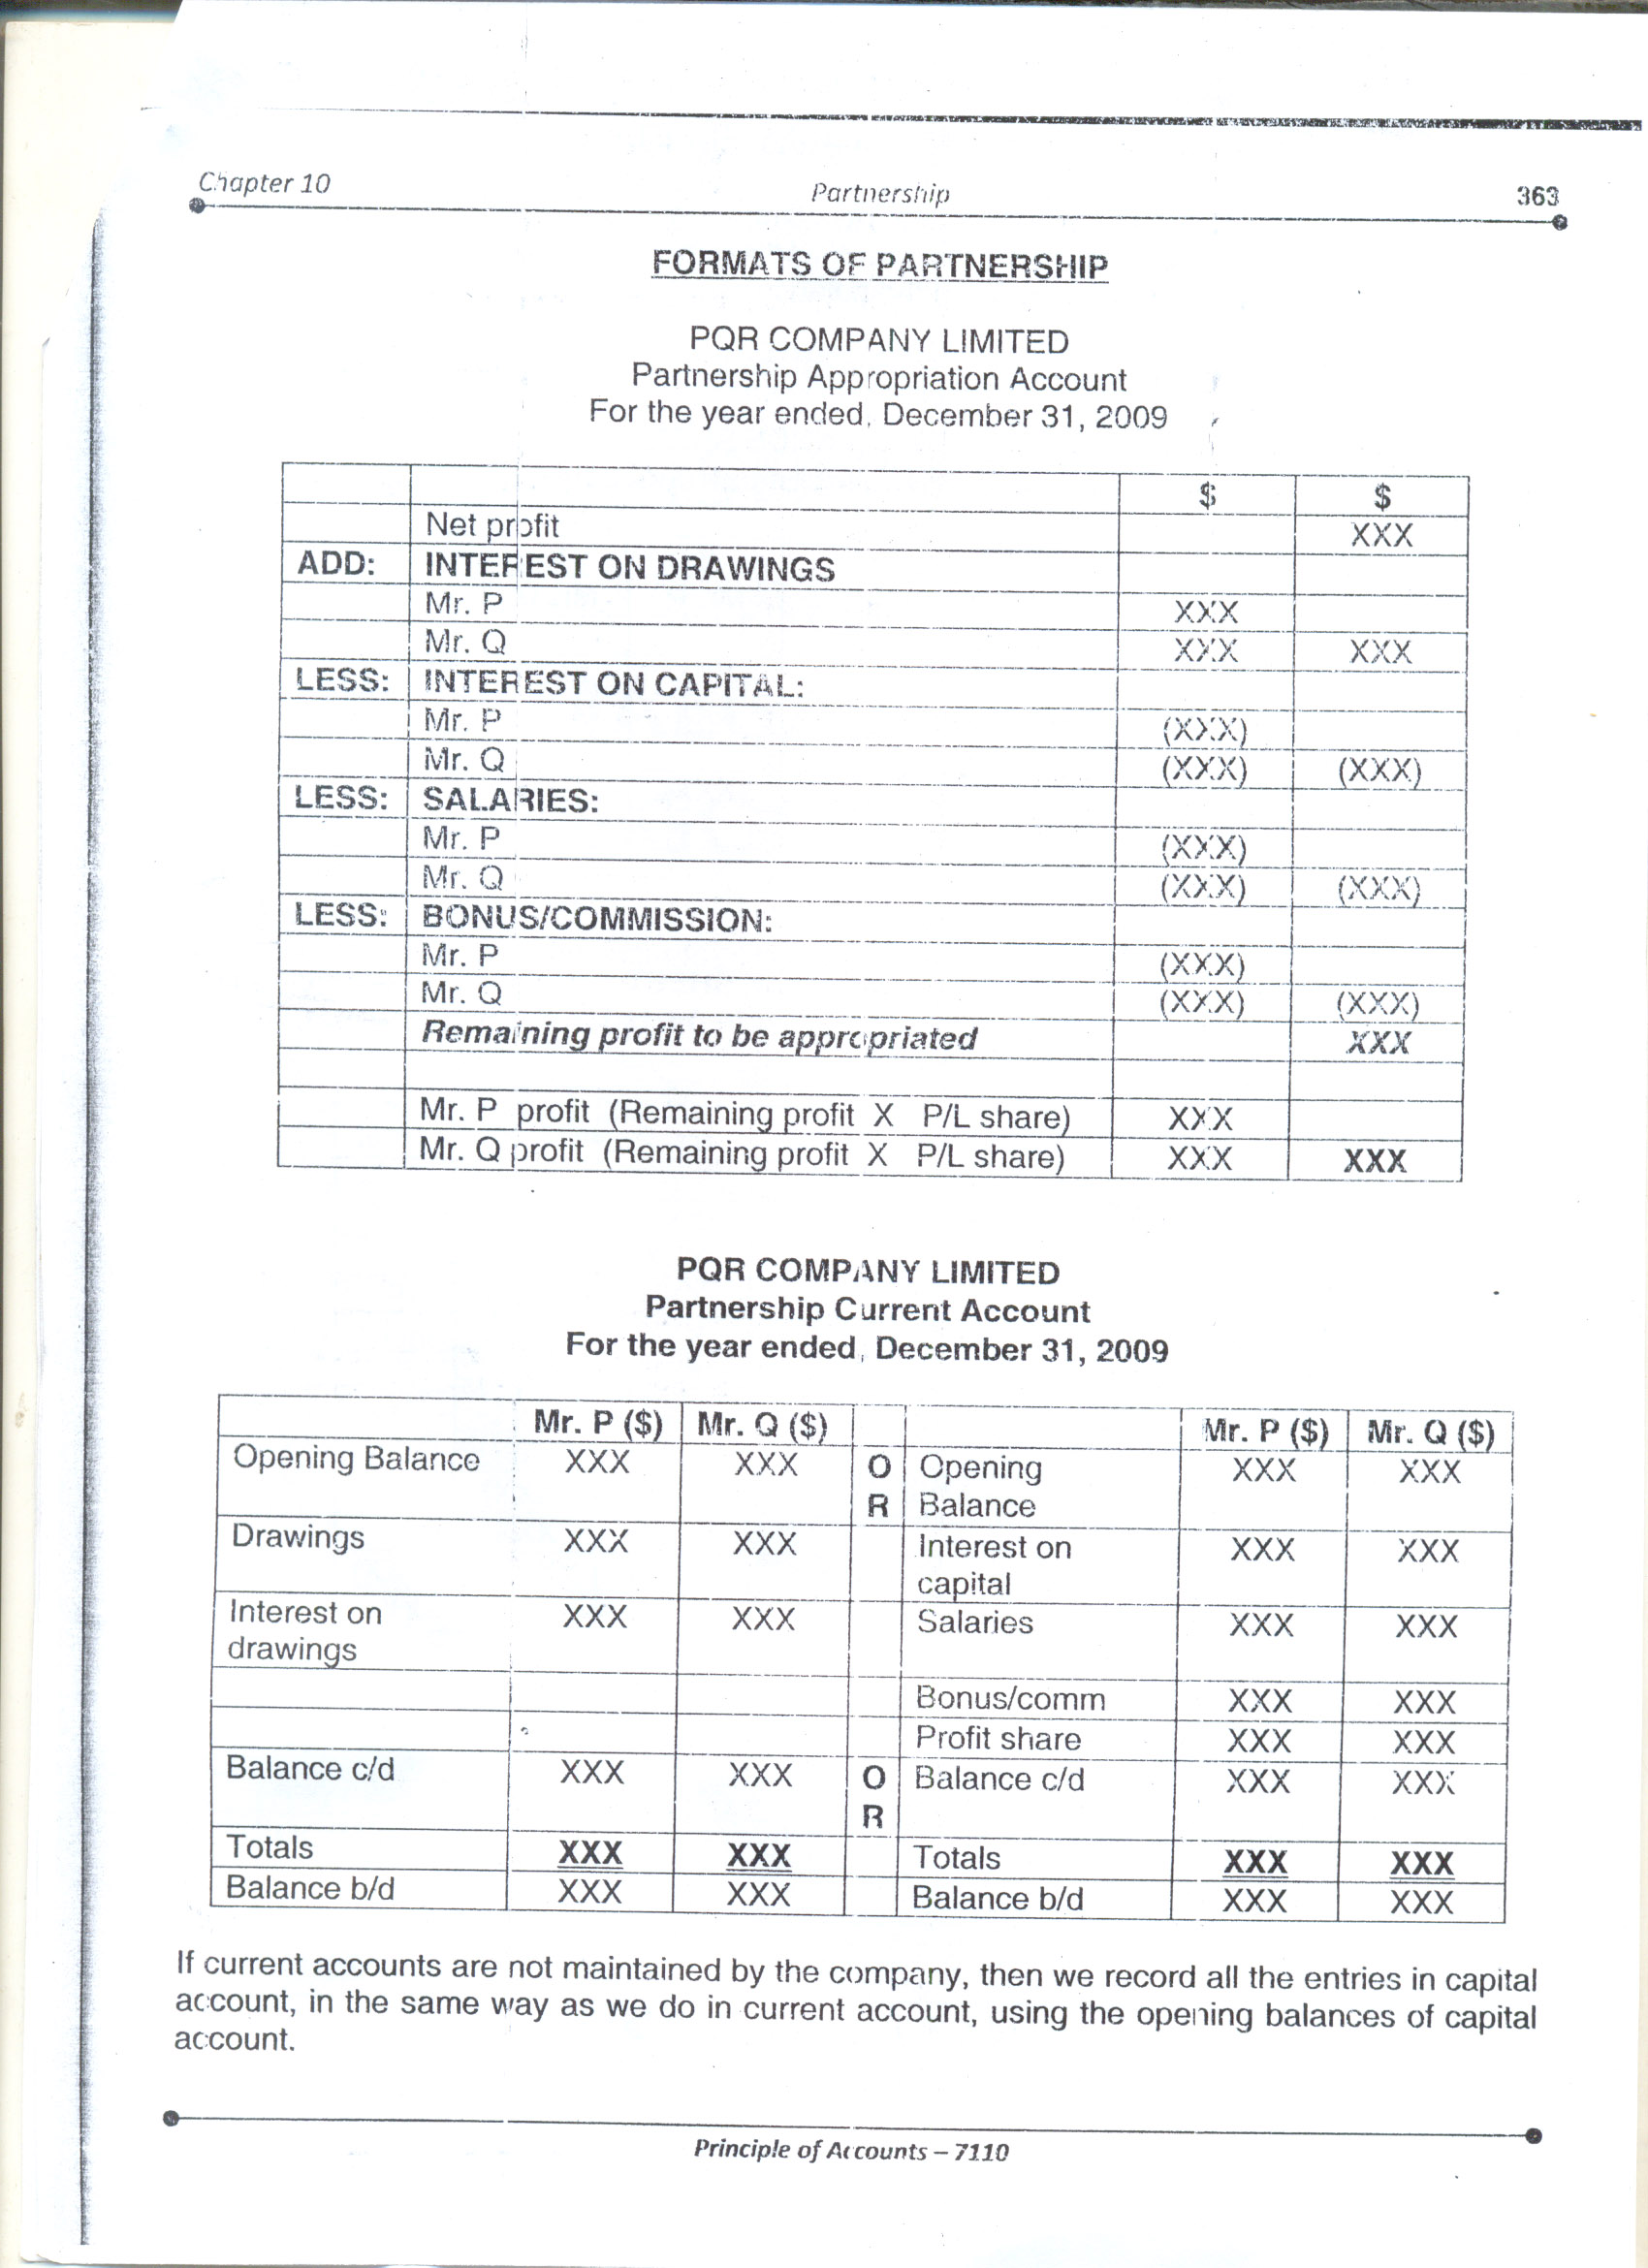 Chapter 10 Partnership 363
FORMATS OF PARTNERSHIP
PQR COMPANY LIMITED
Partnership Appropriation Account
For the year ended, December 31, 2009
$ $
Net profit XXX
ADD: INTEREST ON DRAWINGS
Mr. P XXX
Mr. Q XXX XXX
LESS: INTEREST ON CAPITAL:
Mr. P (XXX)
Mr. Q (XXX) (XXX)
LESS: SALARIES:
Mr. P (XXX)
Mr. Q (XXX) (XXX)
LESS: BONUS/COMMISSION:
Mr. P (XXX)
Mr. Q (XXX) (XXX)
Remaining profit to be appropriated XXX
Mr. P profit (Remaining profit X P/L share) XXX
Mr. Q profit (Remaining profit X P/L share) XXX XXX
PQR COMPANY LIMITED
Partnership Current Account
For the year ended, December 31, 2009
Mr. P ($) Mr. Q ($) Mr. P ($) Mr. Q ($)
Opening Balance XXX XXX O Opening XXX XXX
R Balance
Drawings XXX XXX Interest on XXX XXX
capital
Interest on XXX XXX Salaries XXX XXX
drawings
Bonus/comm XXX XXX
Profit share XXX XXX
Balance c/d XXX XXX O Balance c/d XXX XXX
R
Totals XXX XXX Totals XXX XXX
Balance b/d XXX XXX Balance b/d XXX XXX
If current accounts are not maintained by the company, then we record all the entries in capital
account, in the same way as we do in current account, using the opening balances of capital
account.
Principle of Accounts – 7110